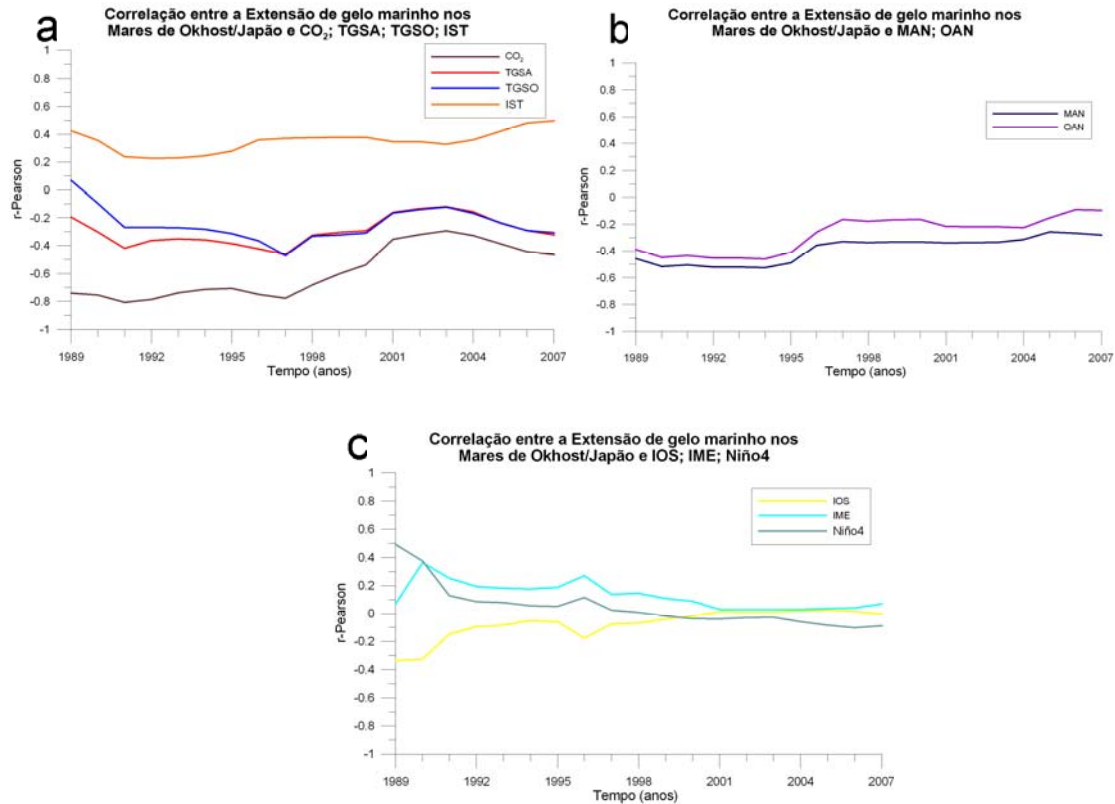 a
Correlação entre a Extensão de gelo marinho nos
Mares de Okhost/Japão e CO₂; TGSA; TGSO; IST
CO₂
TGSA
TGSO
IST
r-Pearson
1
0.8
0.6
0.4
0.2
0
-0.2
-0.4
-0.6
-0.8
-1
1989 1992 1995 1998 2001 2004 2007
Tempo (anos)
b
Correlação entre a Extensão de gelo marinho nos
Mares de Okhost/Japão e MAN; OAN
MAN
OAN
r-Pearson
1
0.8
0.6
0.4
0.2
0
-0.2
-0.4
-0.6
-0.8
-1
1989 1992 1995 1998 2001 2004 2007
Tempo (anos)
c
Correlação entre a Extensão de gelo marinho nos
Mares de Okhost/Japão e IOS; IME; Niño4
IOS
IME
Niño4
r-Pearson
1
0.8
0.6
0.4
0.2
0
-0.2
-0.4
-0.6
-0.8
-1
1989 1992 1995 1998 2001 2004 2007
Tempo (anos)